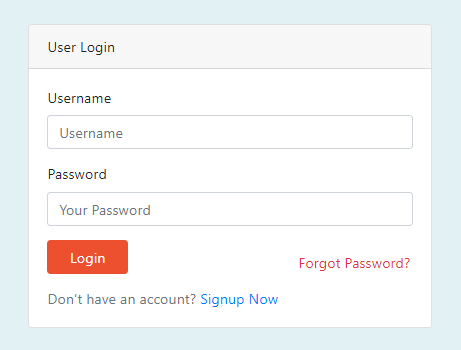 User Login
Username
Username
Password
Your Password
Login
Forgot Password?
Don't have an account? Signup Now